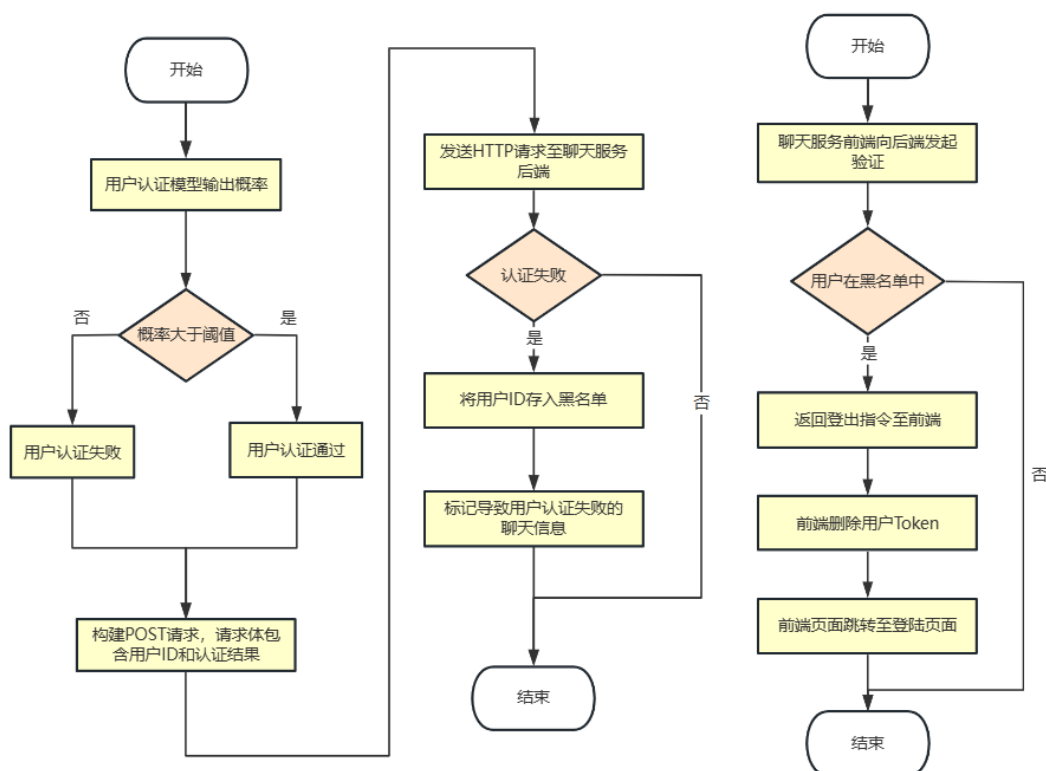 开始
用户认证模型输出概率
概率大于阈值
否
是
用户认证失败
用户认证通过
构建POST请求，请求体包
含用户ID和认证结果
发送HTTP请求至聊天服务
后端
认证失败
是
否
将用户ID存入黑名单
标记导致用户认证失败的
聊天信息
结束
开始
聊天服务前端向后端发起
验证
用户在黑名单中
是
否
返回登出指令至前端
前端删除用户Token
前端页面跳转至登陆页面
结束